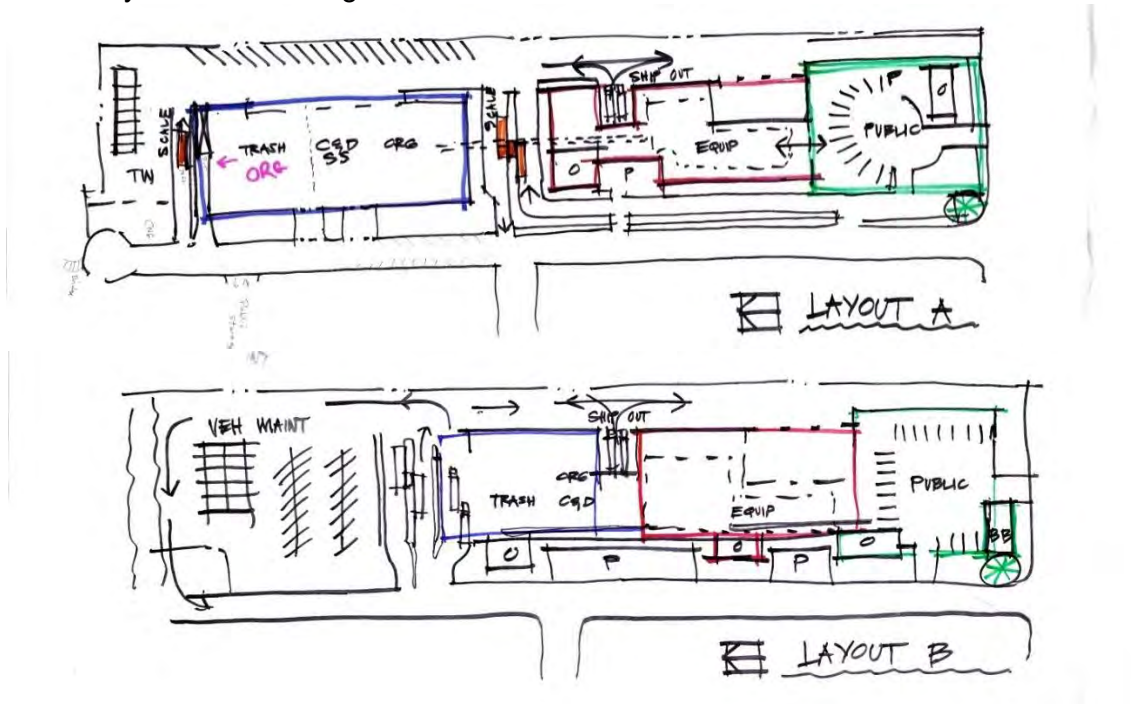 SHIP OUT
SCALE
SCALE
P
O
TRASH
C&D
SS
ORG
ORG
EQUIP
PUBLIC
TW
O
P
LAYOUT A
VEH MAINT
SHIP OUT
ORG
TRASH
C&D
EQUIP
PUBLIC
BB
O
P
O
P
O
LAYOUT B